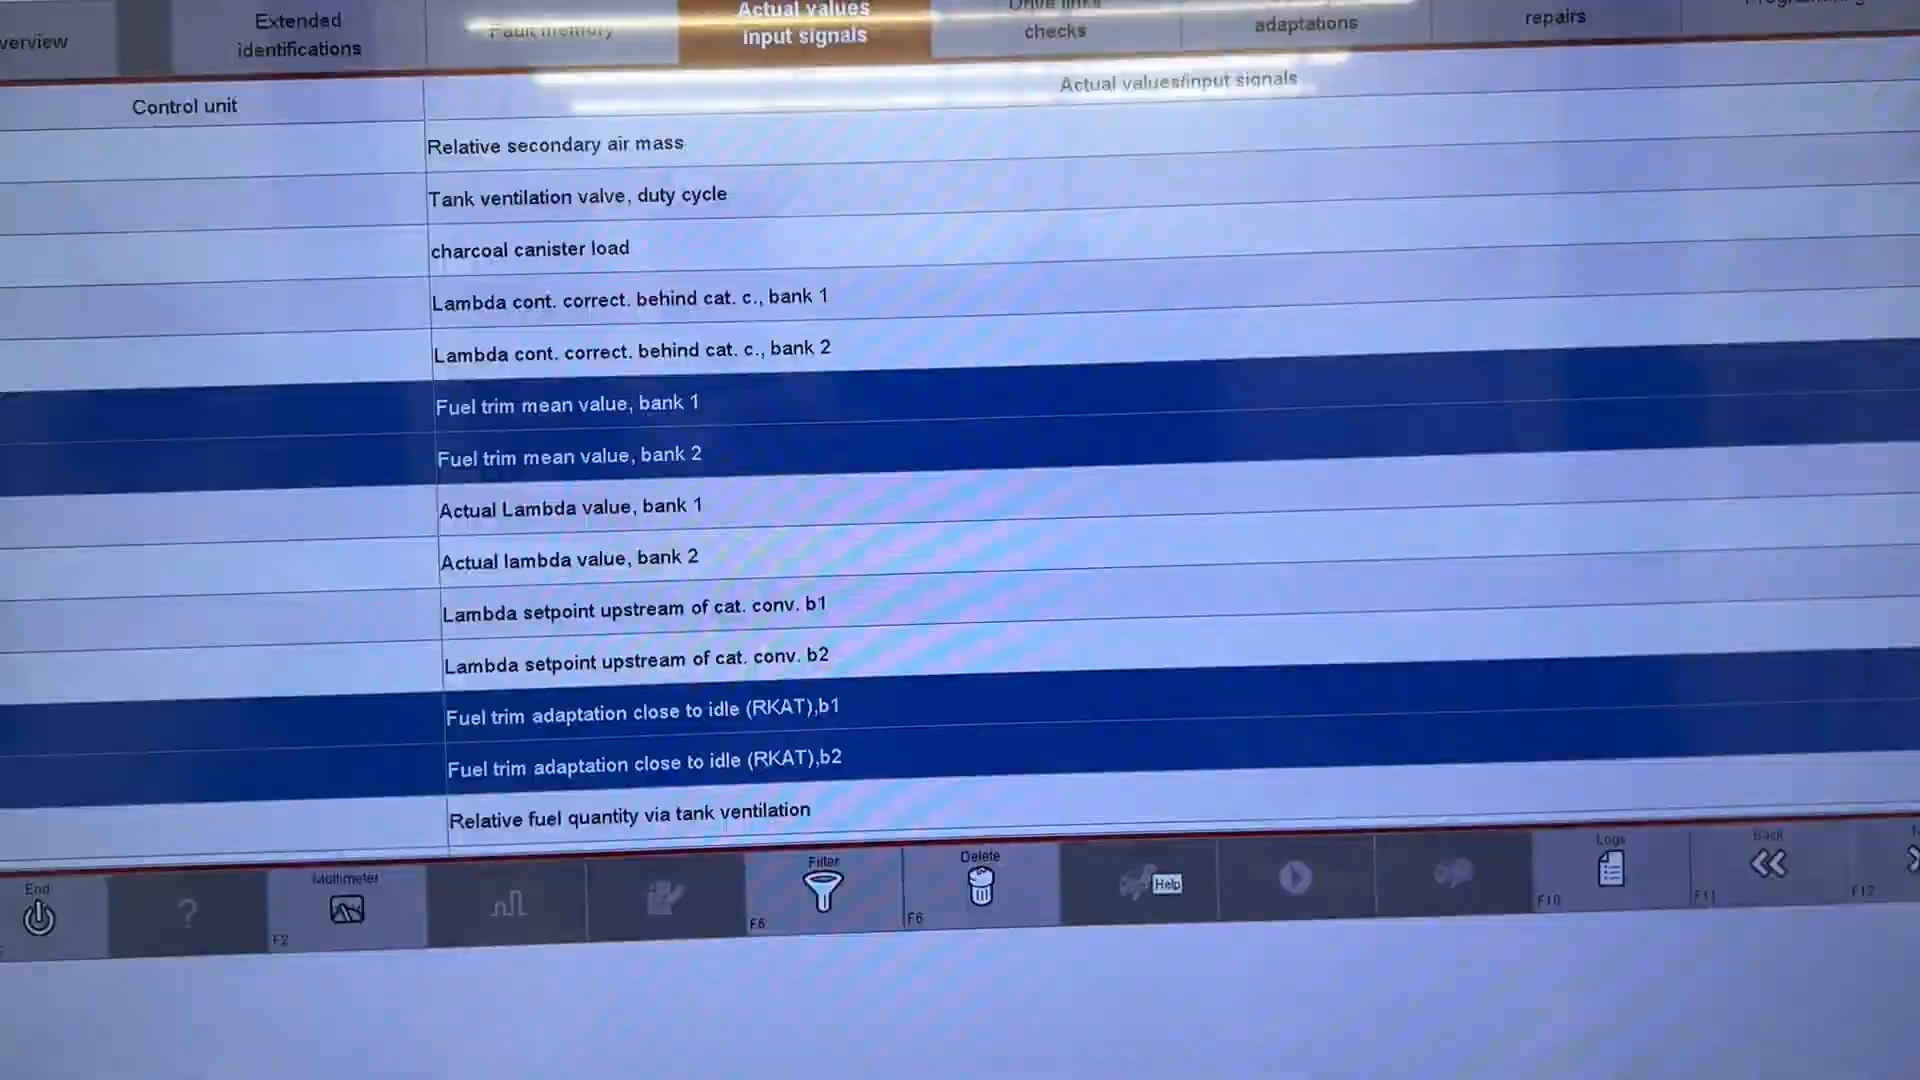 verview
Extended
identifications
Fault memory
Actual values
input signals
Drive links
checks
adaptations
repairs
Control unit
Actual values/input signals
Relative secondary air mass
Tank ventilation valve, duty cycle
charcoal canister load
Lambda cont. correct. behind cat. c., bank 1
Lambda cont. correct. behind cat. c., bank 2
Fuel trim mean value, bank 1
Fuel trim mean value, bank 2
Actual Lambda value, bank 1
Actual lambda value, bank 2
Lambda setpoint upstream of cat. conv. b1
Lambda setpoint upstream of cat. conv. b2
Fuel trim adaptation close to idle (RKAT),b1
Fuel trim adaptation close to idle (RKAT),b2
Relative fuel quantity via tank ventilation
End
?
Multimeter
F2
Filter
F5
Delete
F6
Help
Logs
F10
Back
F11
F12